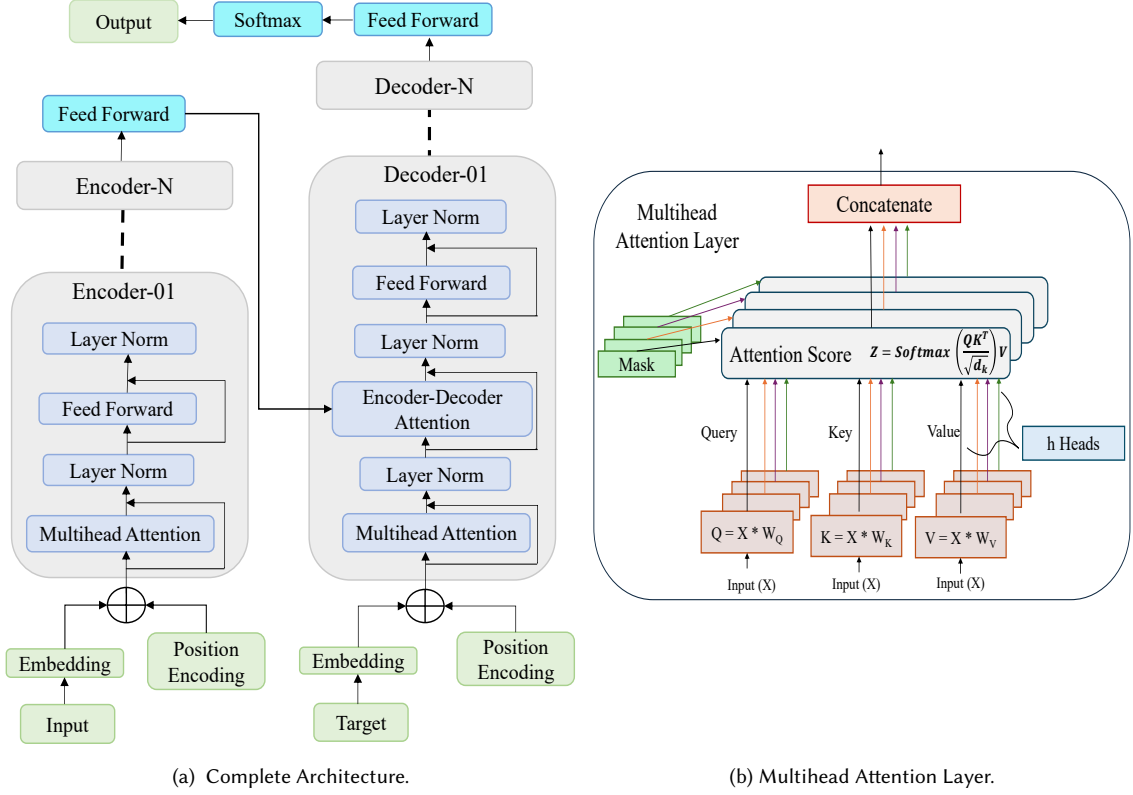 Output
Softmax
Feed Forward
Decoder-N
Feed Forward
Encoder-N
Encoder-01
Layer Norm
Feed Forward
Layer Norm
Multihead Attention
Embedding
Position
Encoding
Input
Decoder-01
Layer Norm
Feed Forward
Layer Norm
Encoder-Decoder
Attention
Layer Norm
Multihead Attention
Embedding
Position
Encoding
Target
(a) Complete Architecture.
Multihead
Attention Layer
Concatenate
Mask
Attention Score Z = Softmax (QK^T / √d_k) V
Query
Key
Value
h Heads
Q = X * W_Q
K = X * W_K
V = X * W_V
Input (X)
Input (X)
Input (X)
(b) Multihead Attention Layer.